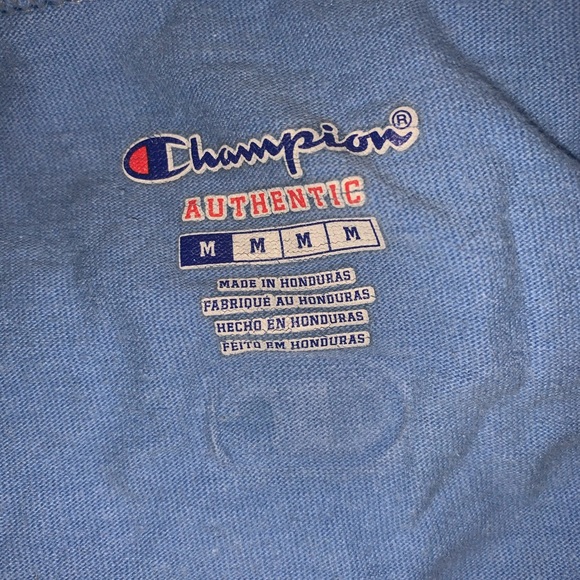 Champion®
AUTHENTIC
M M M M
MADE IN HONDURAS
FABRIQUÉ AU HONDURAS
HECHO EN HONDURAS
FEITO EM HONDURAS